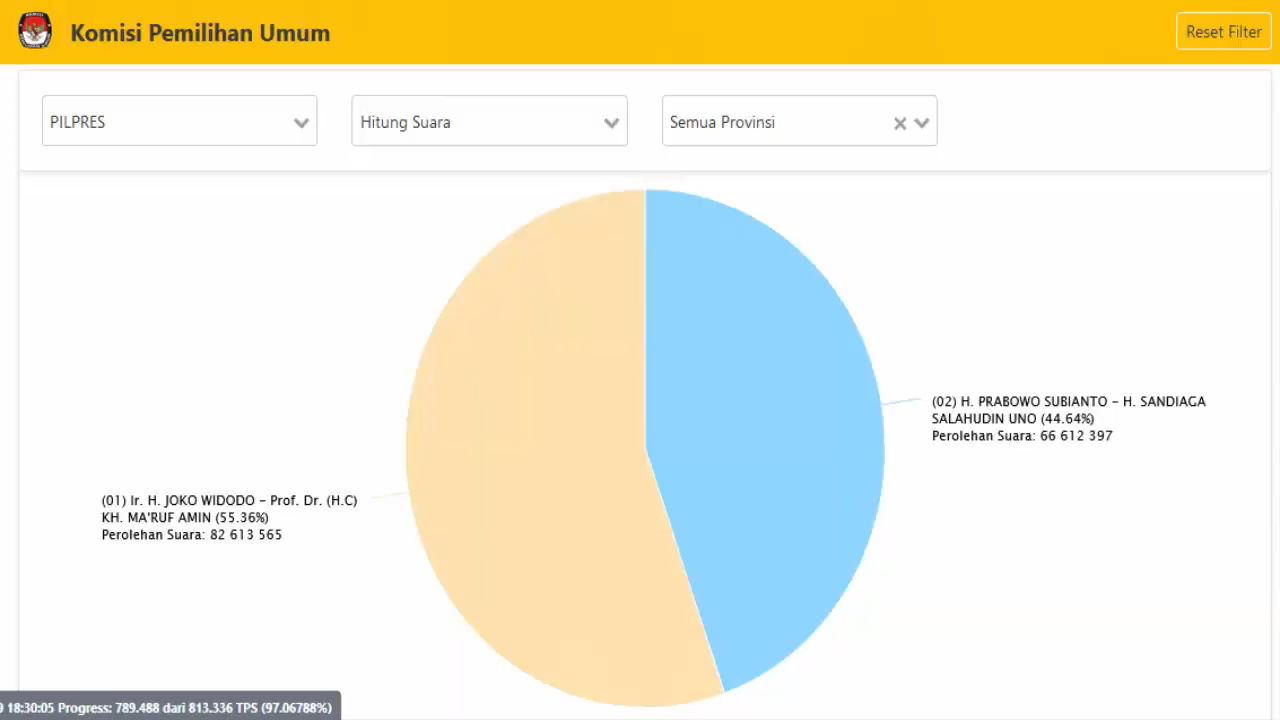 Komisi Pemilihan Umum
Reset Filter
PILPRES
Hitung Suara
Semua Provinsi
(02) H. PRABOWO SUBIANTO - H. SANDIAGA
SALAHUDIN UNO (44.64%)
Perolehan Suara: 66 612 397
(01) Ir. H. JOKO WIDODO - Prof. Dr. (H.C)
KH. MA'RUF AMIN (55.36%)
Perolehan Suara: 82 613 565
9 18:30:05 Progress: 789.488 dari 813.336 TPS (97.06788%)